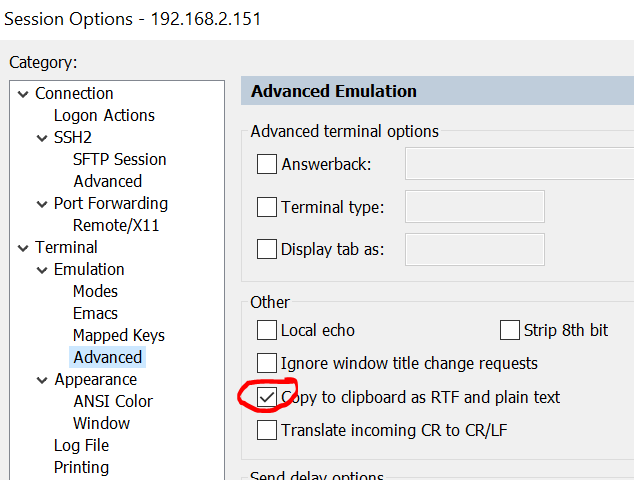 Session Options - 192.168.2.151
Category:
Connection
Logon Actions
SSH2
SFTP Session
Advanced
Port Forwarding
Remote/X11
Terminal
Emulation
Modes
Emacs
Mapped Keys
Advanced
Appearance
ANSI Color
Window
Log File
Printing
Advanced Emulation
Advanced terminal options
Answerback:
Terminal type:
Display tab as:
Other
Local echo
Strip 8th bit
Ignore window title change requests
Copy to clipboard as RTF and plain text
Translate incoming CR to CR/LF
Send delay options